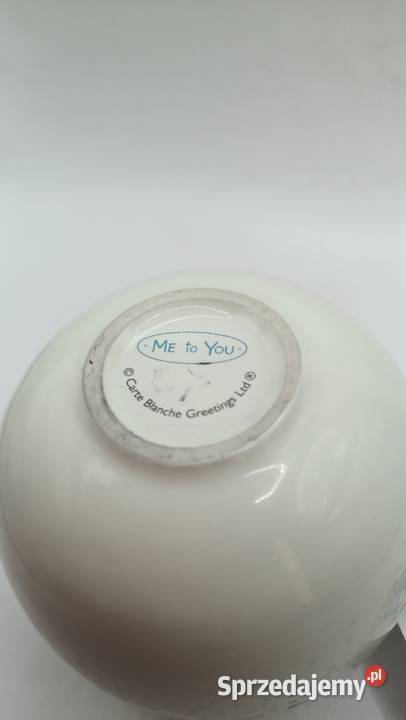 · ME to YOU ·
© Carte Blanche Greetings Ltd ®
Sprzedajemy.pl